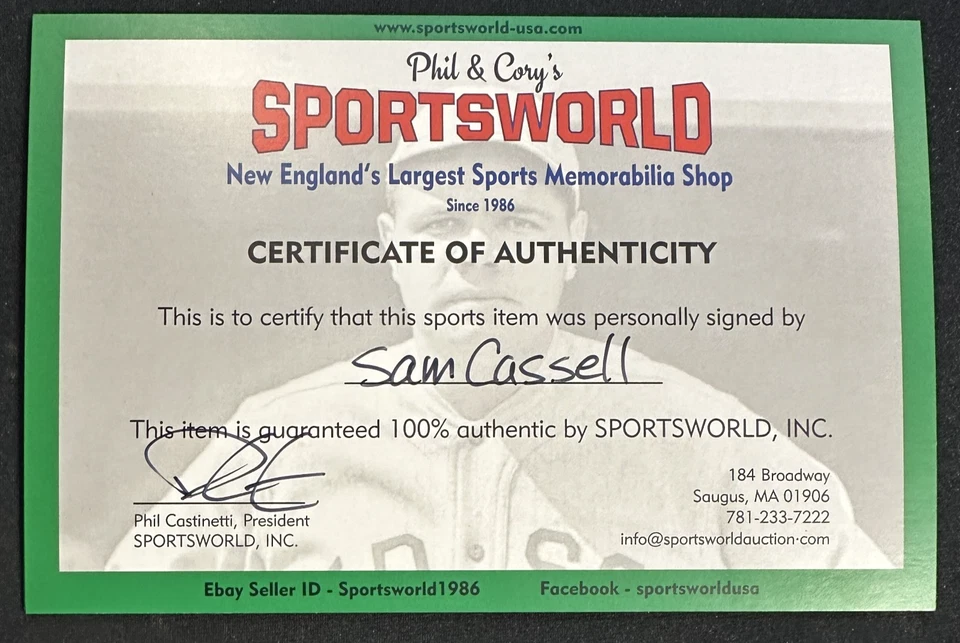 www.sportsworld-usa.com
Phil & Cory's
SPORTSWORLD
New England's Largest Sports Memorabilia Shop
Since 1986
CERTIFICATE OF AUTHENTICITY
This is to certify that this sports item was personally signed by
Sam Cassell
This item is guaranteed 100% authentic by SPORTSWORLD, INC.
Phil Castinetti, President
SPORTSWORLD, INC.
184 Broadway
Saugus, MA 01906
781-233-7222
info@sportsworldauction·com
Ebay Seller ID - Sportsworld1986
Facebook - sportsworldusa